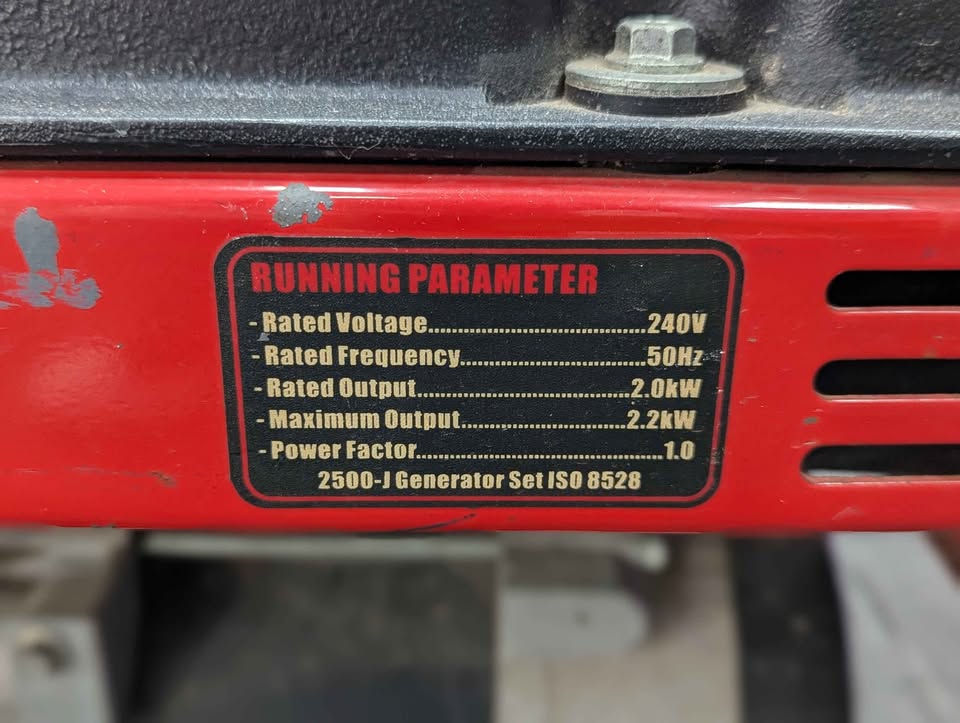 RUNNING PARAMETER
- Rated Voltage......................................240V
- Rated Frequency................................50Hz
- Rated Output.....................................2.0kW
- Maximum Output............................2.2kW
- Power Factor..........................................1.0
2500-J Generator Set ISO 8528